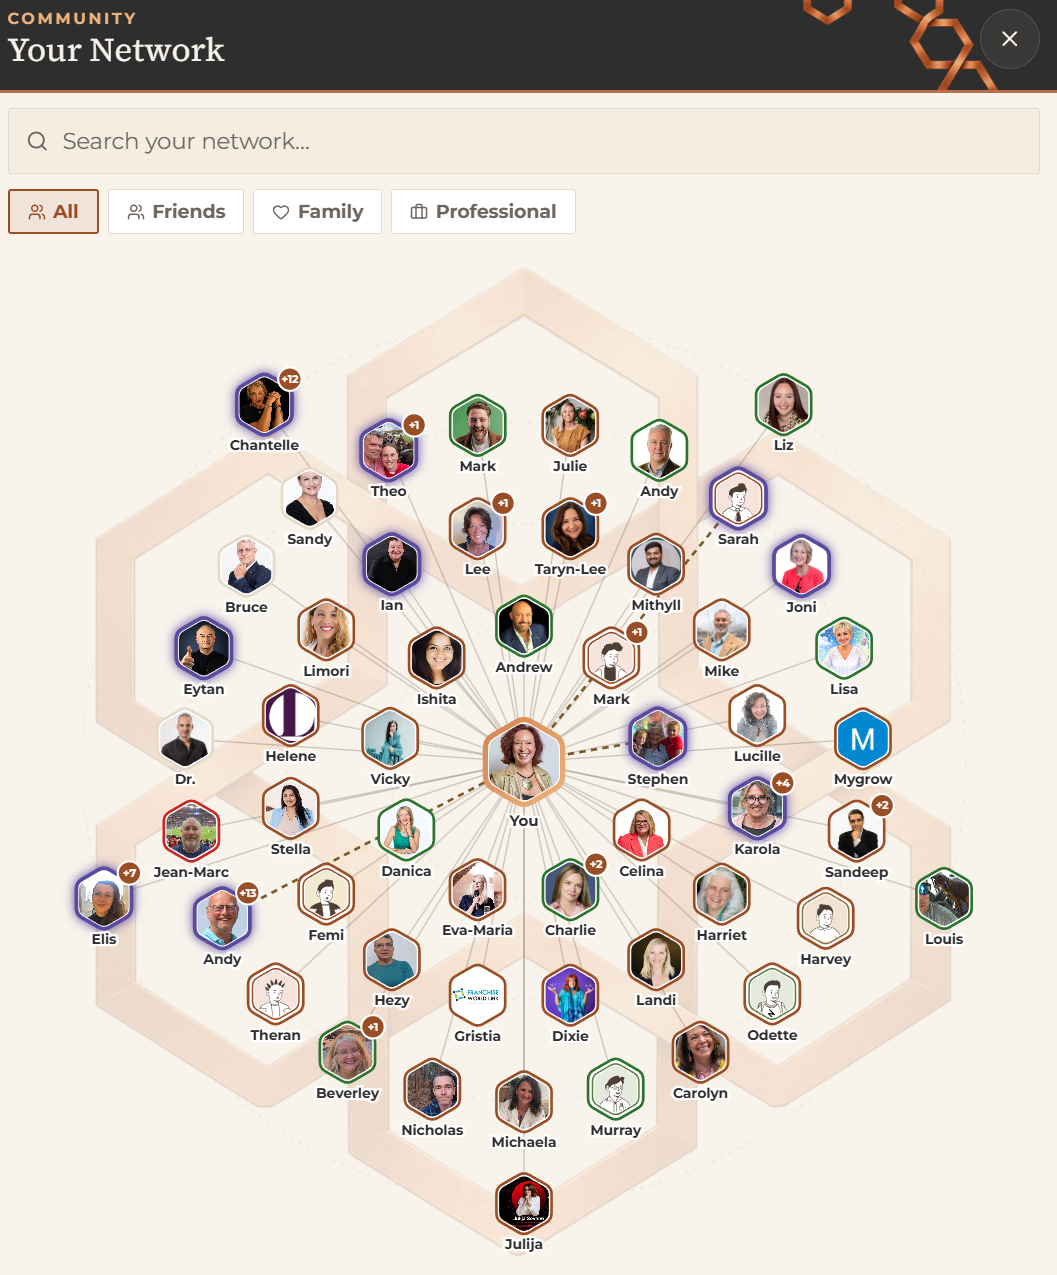 COMMUNITY
Your Network
Search your network...
All
Friends
Family
Professional
+12
Chantelle
+1
Theo
Mark
Julie
Andy
Liz
Sandy
+1
Lee
+1
Taryn-Lee
Sarah
Bruce
Ian
Mithyll
Joni
Eytan
Limori
Ishita
Andrew
+1
Mark
Mike
Lisa
Dr.
Helene
Vicky
Stephen
Lucille
M
Mygrow
You
Jean-Marc
Stella
Danica
Celina
+4
Karola
+2
Sandeep
+7
Elis
+13
Andy
Femi
Eva-Maria
+2
Charlie
Harriet
Harvey
Louis
Theran
Hezy
FRANCHISE
WORLD LINK
Gristia
Dixie
Landi
Odette
+1
Beverley
Nicholas
Michaela
Murray
Carolyn
Julija